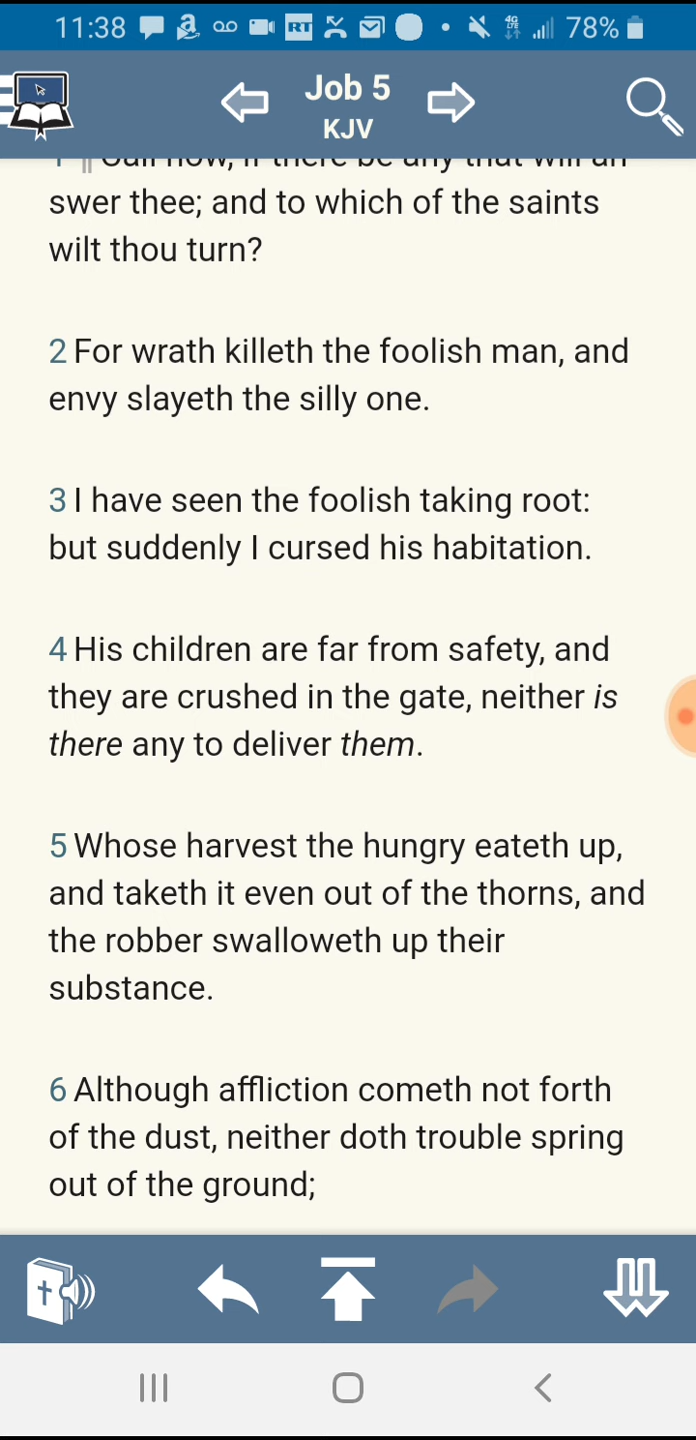 11:38 RT 4G LTE 78%
Job 5
KJV
swer thee; and to which of the saints
wilt thou turn?
2 For wrath killeth the foolish man, and
envy slayeth the silly one.
3 I have seen the foolish taking root:
but suddenly I cursed his habitation.
4 His children are far from safety, and
they are crushed in the gate, neither is
there any to deliver them.
5 Whose harvest the hungry eateth up,
and taketh it even out of the thorns, and
the robber swalloweth up their
substance.
6 Although affliction cometh not forth
of the dust, neither doth trouble spring
out of the ground;